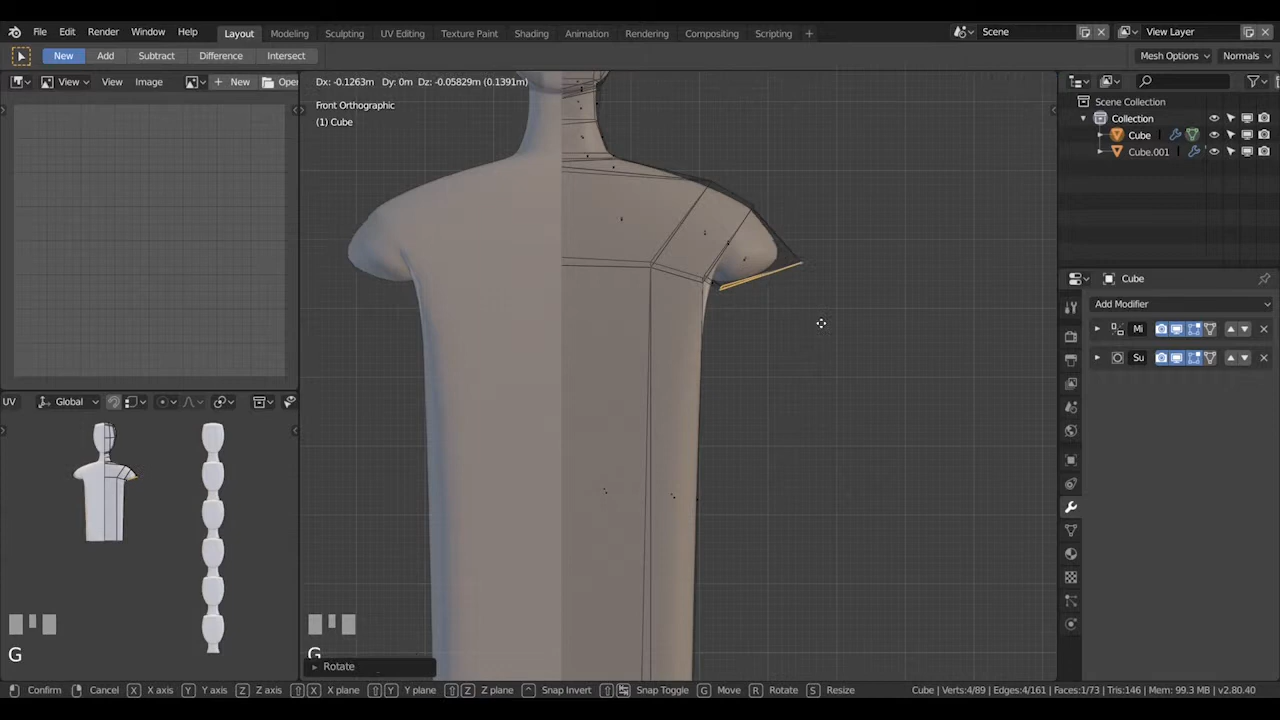 File Edit Render Window Help Layout Modeling Sculpting UV Editing Texture Paint Shading Animation Rendering Compositing Scripting + Scene View Layer
New Add Subtract Difference Intersect Mesh Options Normals
View View Image New Open Dx: -0.1263m Dy: 0m Dz: -0.05829m (0.1391m)
Front Orthographic
(1) Cube
Scene Collection
Collection
Cube
Cube.001
Cube
Add Modifier
Mi
Su
UV Global
G
G
Rotate
Confirm Cancel X X axis Y Y axis Z Z axis X X plane Y Y plane Z Z plane Snap Invert Snap Toggle G Move R Rotate S Resize Cube | Verts:4/89 | Edges:4/161 | Faces:1/73 | Tris:146 | Mem: 99.3 MB | v2.80.40